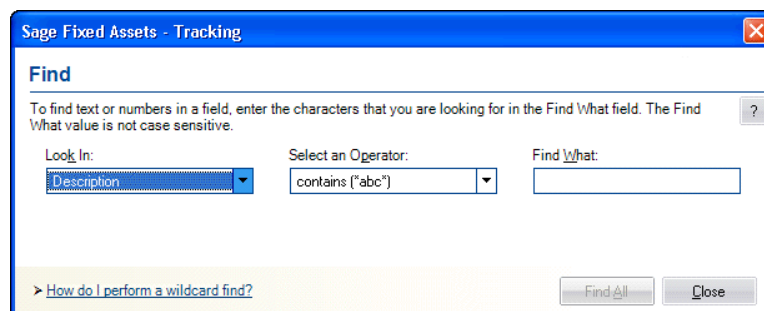 Sage Fixed Assets - Tracking
Find
To find text or numbers in a field, enter the characters that you are looking for in the Find What field. The Find
What value is not case sensitive.
?
Look In: Select an Operator: Find What:
Description contains ("abc")
> How do I perform a wildcard find? Find All Close